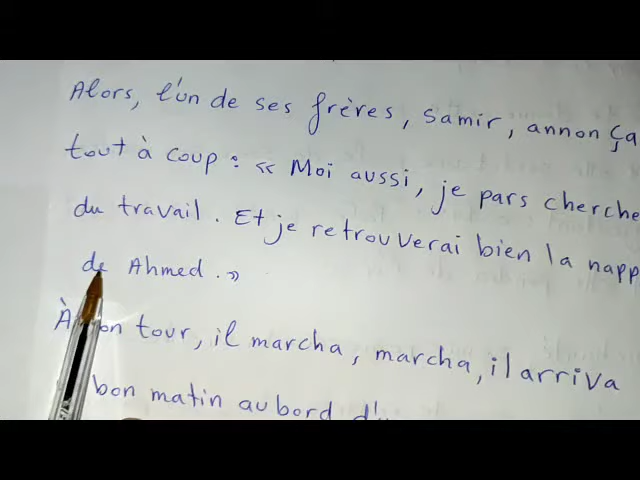 Alors, l'un de ses frères, Samir, annonça
tout à coup : « Moi aussi, je pars cherche
du travail. Et je retrouverai bien la napp
de Ahmed. »
À son tour, il marcha, marcha, il arriva
bon matin au bord d'u